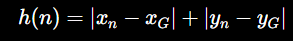 h(n) = |x_n − x_G| + |y_n − y_G|